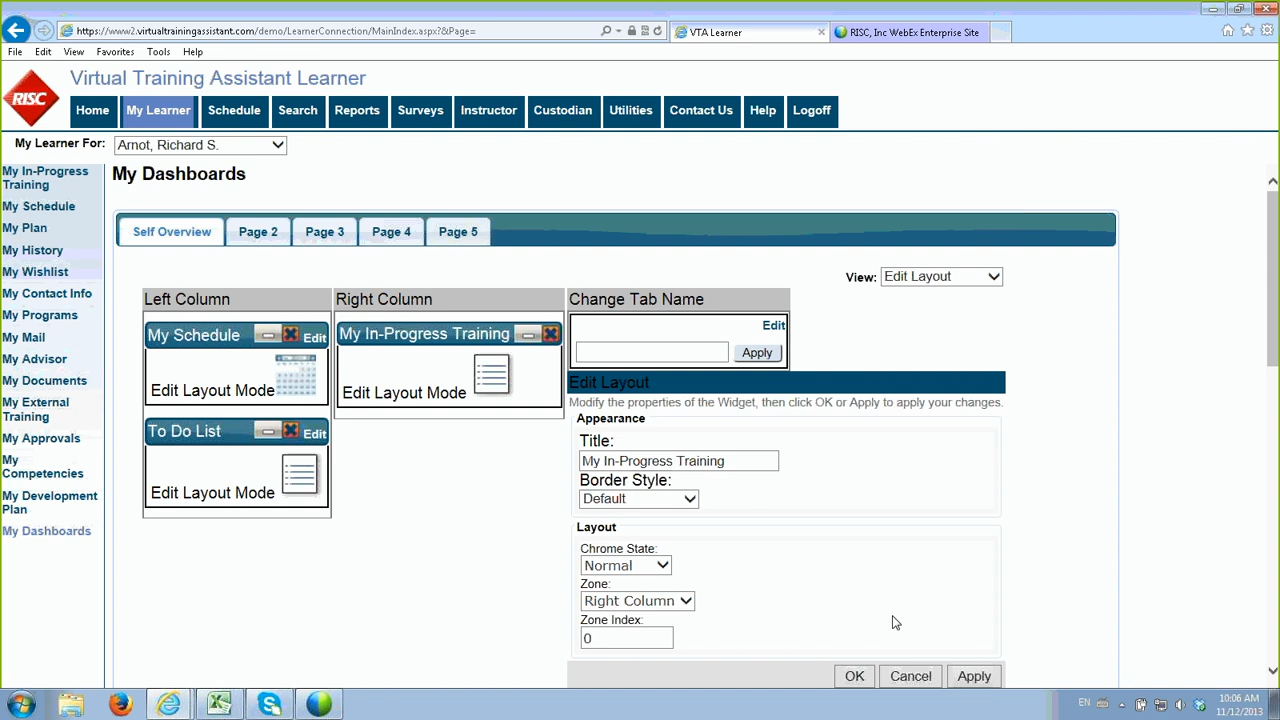 https://www2.virtualtrainingassistant.com/demo/LearnerConnection/MainIndex.aspx?&Page=
VTA Learner
RISC, Inc WebEx Enterprise Site
File Edit View Favorites Tools Help
RISC
Virtual Training Assistant Learner
Home My Learner Schedule Search Reports Surveys Instructor Custodian Utilities Contact Us Help Logoff
My Learner For: Arnot, Richard S.
My Dashboards
My In-Progress
Training
My Schedule
My Plan
My History
My Wishlist
My Contact Info
My Programs
My Mail
My Advisor
My Documents
My External
Training
My Approvals
My
Competencies
My Development
Plan
My Dashboards
Self Overview Page 2 Page 3 Page 4 Page 5
View: Edit Layout
Left Column
My Schedule Edit
Edit Layout Mode
To Do List Edit
Edit Layout Mode
Right Column
My In-Progress Training
Edit Layout Mode
Change Tab Name
Edit
Apply
Edit Layout
Modify the properties of the Widget, then click OK or Apply to apply your changes.
Appearance
Title:
My In-Progress Training
Border Style:
Default
Layout
Chrome State:
Normal
Zone:
Right Column
Zone Index:
0
OK Cancel Apply
EN
10:06 AM
11/12/2013